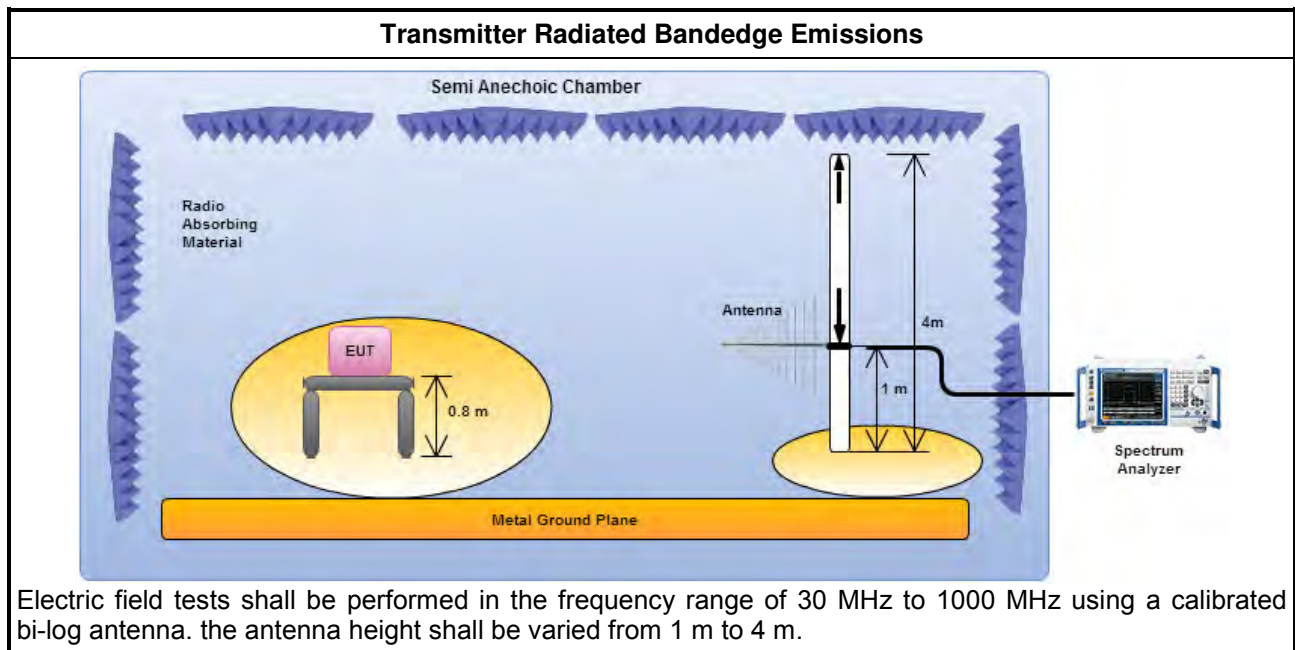 Transmitter Radiated Bandedge Emissions
Semi Anechoic Chamber
Radio
Absorbing
Material
Antenna
4m
EUT
1 m
0.8 m
Spectrum
Analyzer
Metal Ground Plane
Electric field tests shall be performed in the frequency range of 30 MHz to 1000 MHz using a calibrated
bi-log antenna. the antenna height shall be varied from 1 m to 4 m.